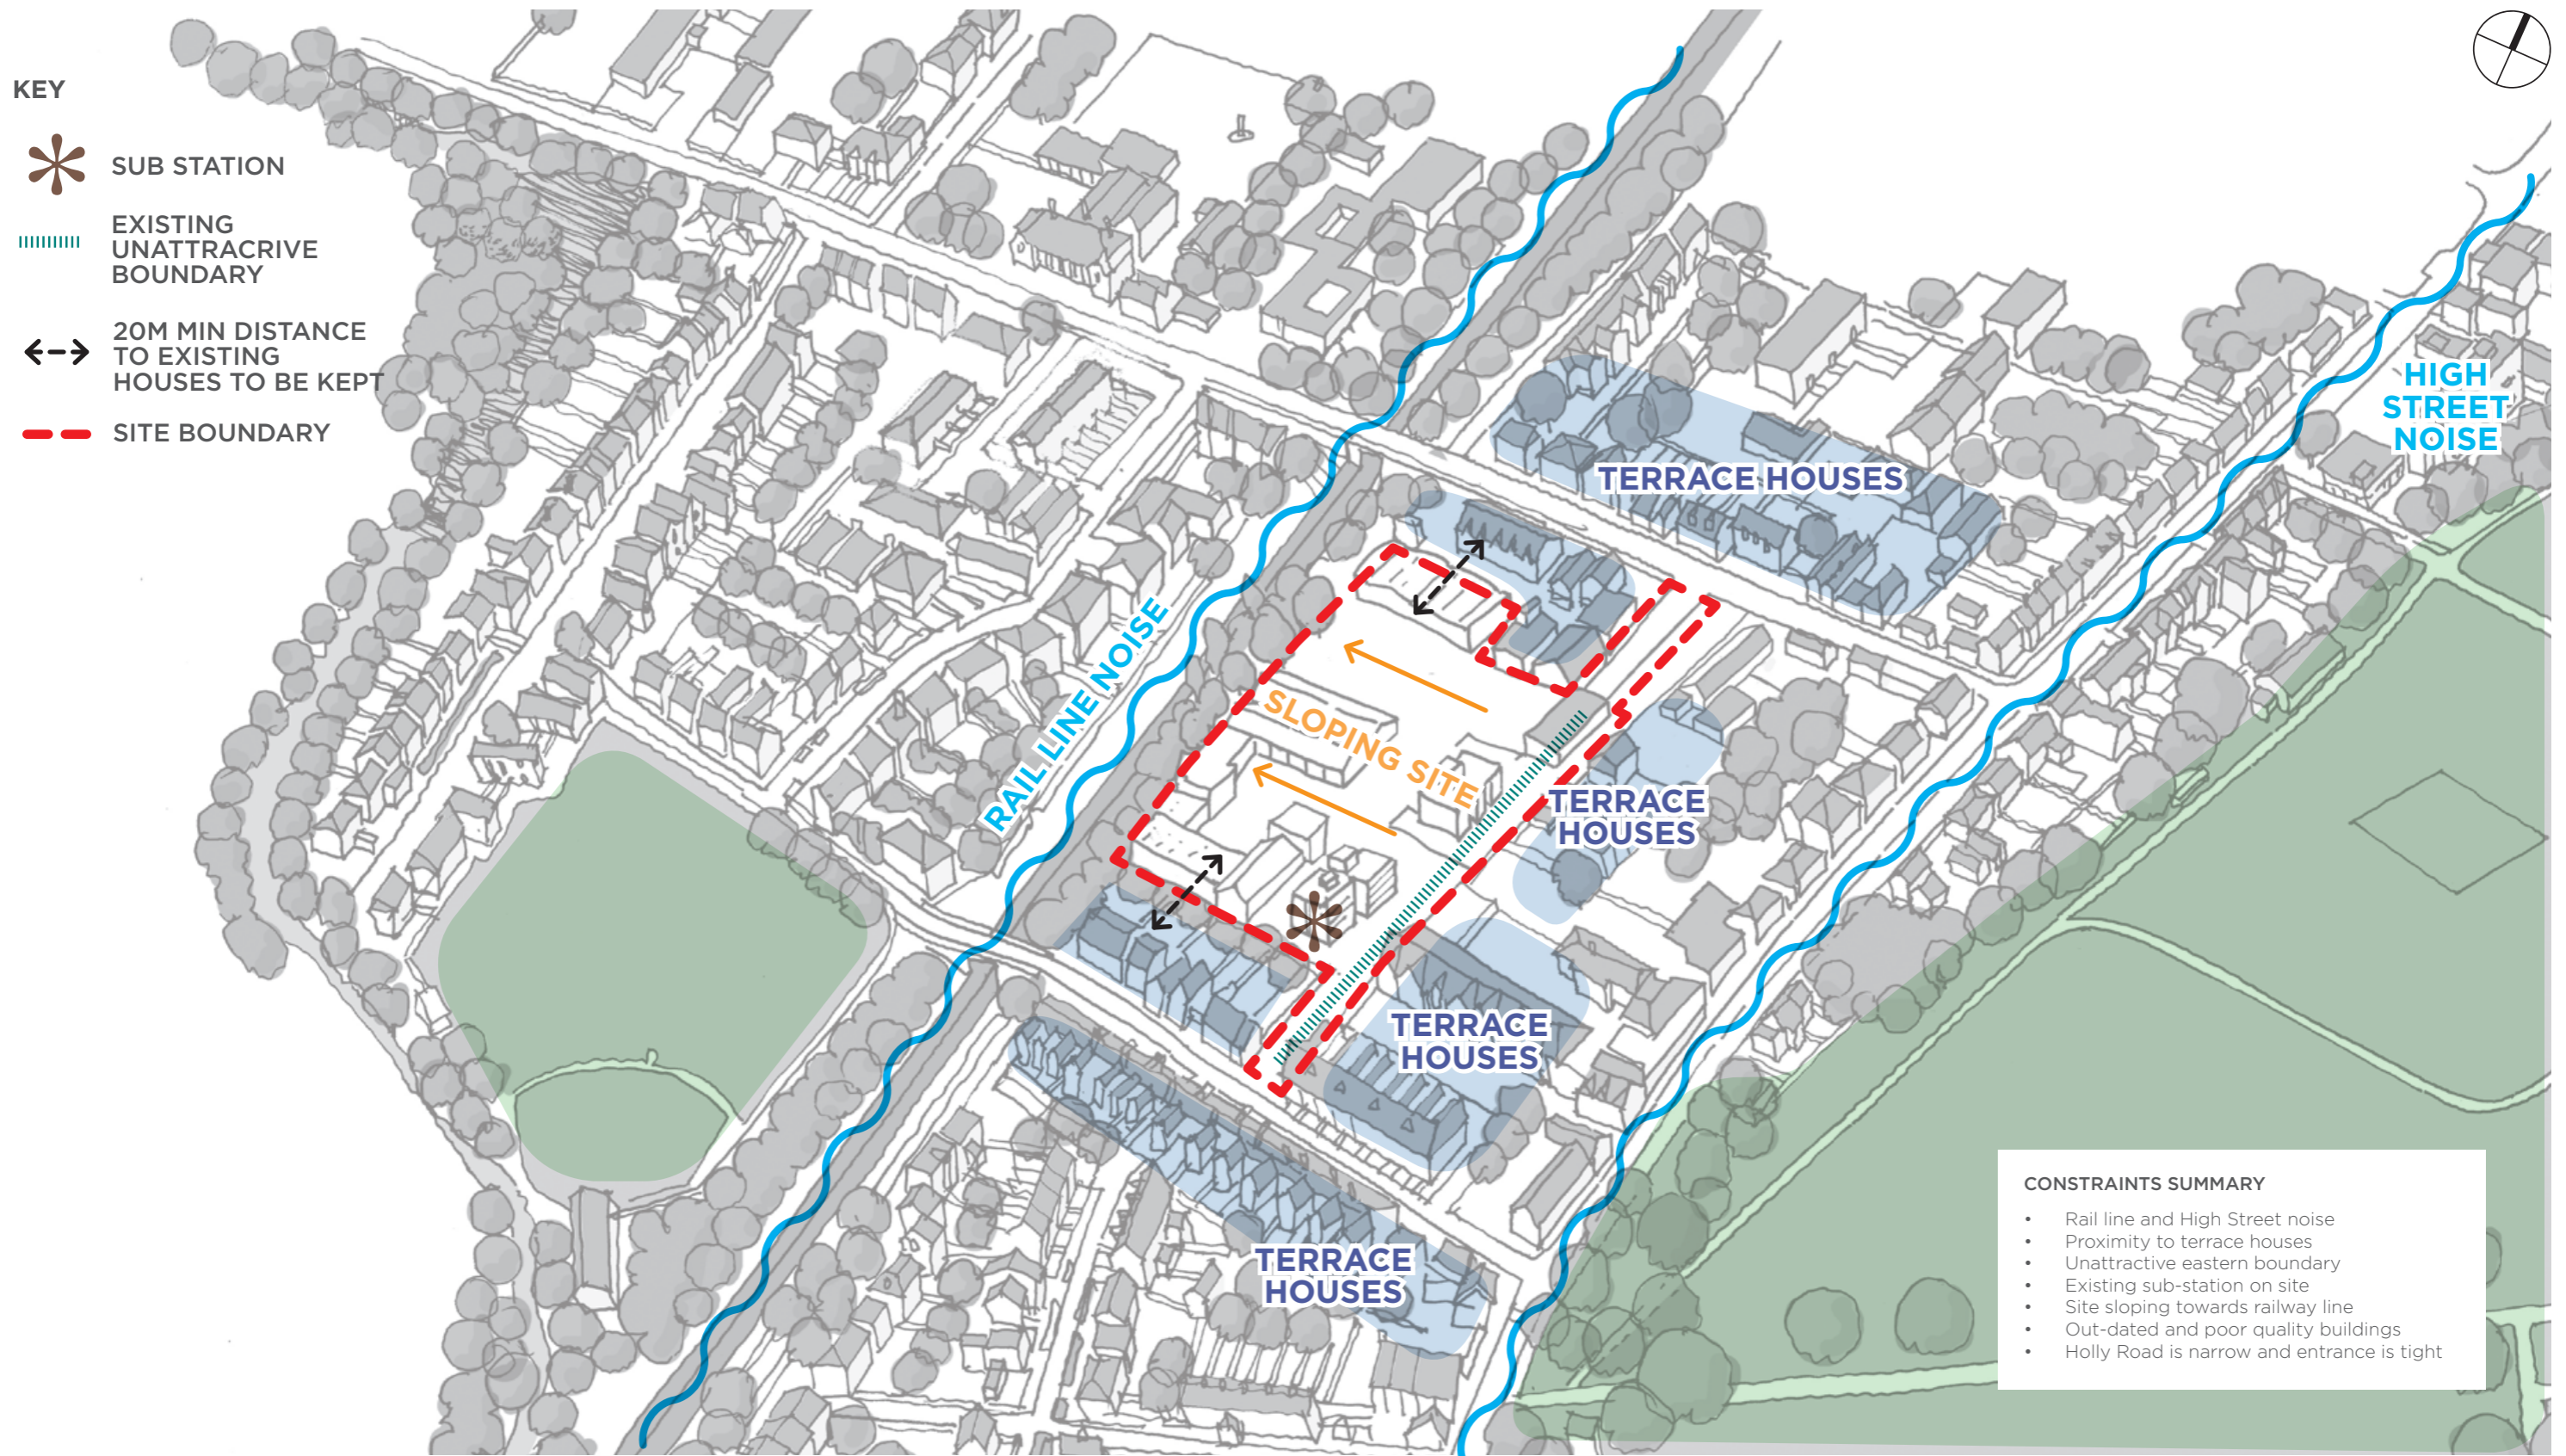 KEY
SUB STATION
EXISTING
UNATTRACRIVE
BOUNDARY
20M MIN DISTANCE
TO EXISTING
HOUSES TO BE KEPT
SITE BOUNDARY
HIGH
STREET
NOISE
TERRACE HOUSES
RAIL LINE NOISE
SLOPING SITE
TERRACE
HOUSES
TERRACE
HOUSES
TERRACE
HOUSES
CONSTRAINTS SUMMARY
• Rail line and High Street noise
• Proximity to terrace houses
• Unattractive eastern boundary
• Existing sub-station on site
• Site sloping towards railway line
• Out-dated and poor quality buildings
• Holly Road is narrow and entrance is tight